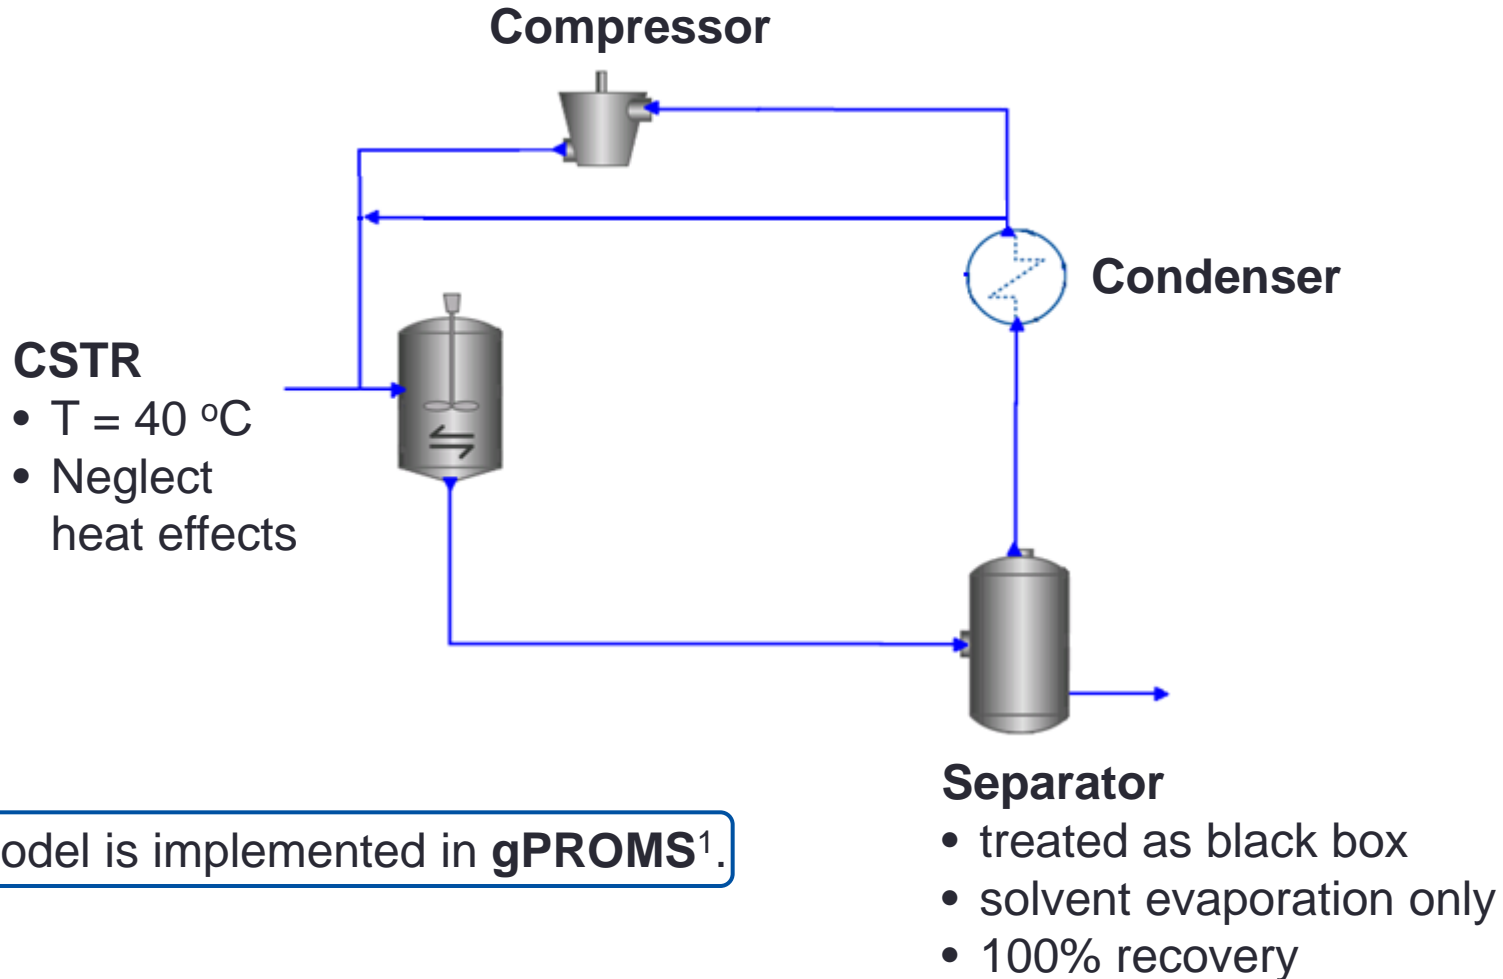 Compressor
Condenser
CSTR
• T = 40 ºC
• Neglect
heat effects
Separator
• treated as black box
• solvent evaporation only
• 100% recovery
odel is implemented in gPROMS¹.